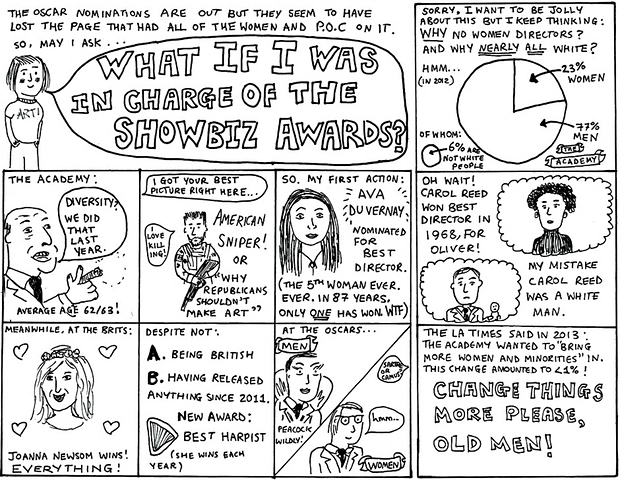 THE OSCAR NOMINATIONS ARE OUT BUT THEY SEEM TO HAVE
LOST THE PAGE THAT HAD ALL OF THE WOMEN AND P.O.C ON IT.
SO, MAY I ASK...
WHAT IF I WAS
IN CHARGE OF THE
SHOWBIZ AWARDS?
ART!
SORRY, I WANT TO BE JOLLY
ABOUT THIS BUT I KEEP THINKING:
WHY NO WOMEN DIRECTORS?
AND WHY NEARLY ALL WHITE?
HMM...
(IN 2012)
23%
WOMEN
77%
MEN
OF WHOM:
6% ARE
NOT WHITE
PEOPLE
THE
ACADEMY
THE ACADEMY:
DIVERSITY?
WE DID
THAT
LAST
YEAR.
AVERAGE AGE 62/63!
I GOT YOUR BEST
PICTURE RIGHT HERE...
I LOVE
KILL
ING!
AMERICAN
SNIPER!
OR
"WHY
REPUBLICANS
SHOULDN'T
MAKE ART"
SO, MY FIRST ACTION:
AVA
DUVERNAY
NOMINATED
FOR
BEST
DIRECTOR.
(THE 5TH WOMAN EVER.
EVER. IN 87 YEARS,
ONLY ONE HAS WON. WTF)
OH WAIT!
CAROL REED
WON BEST
DIRECTOR IN
1968, FOR
OLIVER!
MY MISTAKE
CAROL REED
WAS A WHITE
MAN.
MEANWHILE, AT THE BRITS:
JOANNA NEWSOM WINS!
EVERYTHING!
DESPITE NOT:
A. BEING BRITISH
B. HAVING RELEASED
ANYTHING SINCE 2011.
NEW AWARD:
BEST HARPIST
(SHE WINS EACH
YEAR)
AT THE OSCARS...
MEN
PEACOCK
WILDLY!
SARTRE
OR
CAMUS?
hmm...
WOMEN
THE LA TIMES SAID IN 2013:
THE ACADEMY WANTED TO "BRING
MORE WOMEN AND MINORITIES" IN.
THIS CHANGE AMOUNTED TO <1%!
CHANGE THINGS
MORE PLEASE,
OLD MEN!